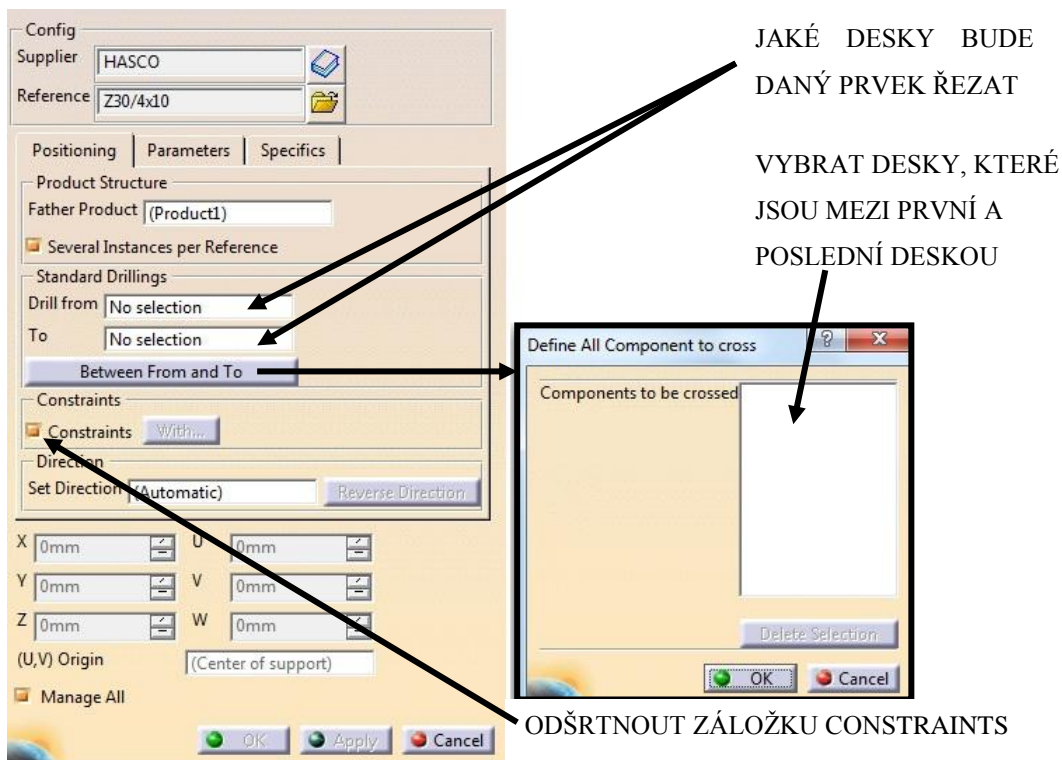 Config
Supplier HASCO
Reference Z30/4x10
Positioning Parameters Specifics
Product Structure
Father Product (Product1)
Several Instances per Reference
Standard Drillings
Drill from No selection
To No selection
Between From and To
Constraints
Constraints With...
Direction
Set Direction (Automatic) Reverse Direction
X 0mm U 0mm
Y 0mm V 0mm
Z 0mm W 0mm
(U,V) Origin (Center of support)
Manage All
OK Apply Cancel
JAKÉ DESKY BUDE
DANÝ PRVEK ŘEZAT
VYBRAT DESKY, KTERÉ
JSOU MEZI PRVNÍ A
POSLEDNÍ DESKOU
Define All Component to cross ? X
Components to be crossed
Delete Selection
OK Cancel
ODŠRTNOUT ZÁLOŽKU CONSTRAINTS